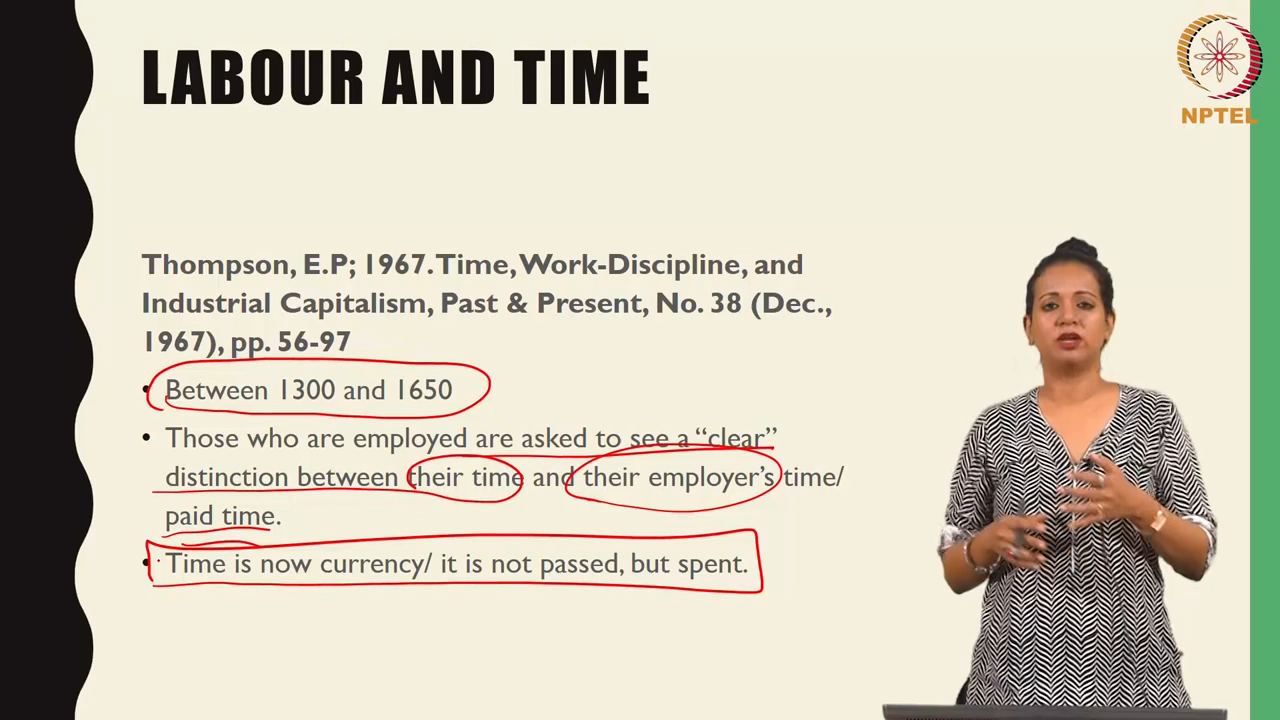 LABOUR AND TIME
NPTEL
Thompson, E.P; 1967. Time, Work-Discipline, and
Industrial Capitalism, Past & Present, No. 38 (Dec.,
1967), pp. 56-97
• Between 1300 and 1650
• Those who are employed are asked to see a “clear”
distinction between their time and their employer’s time/
paid time.
• Time is now currency/ it is not passed, but spent.